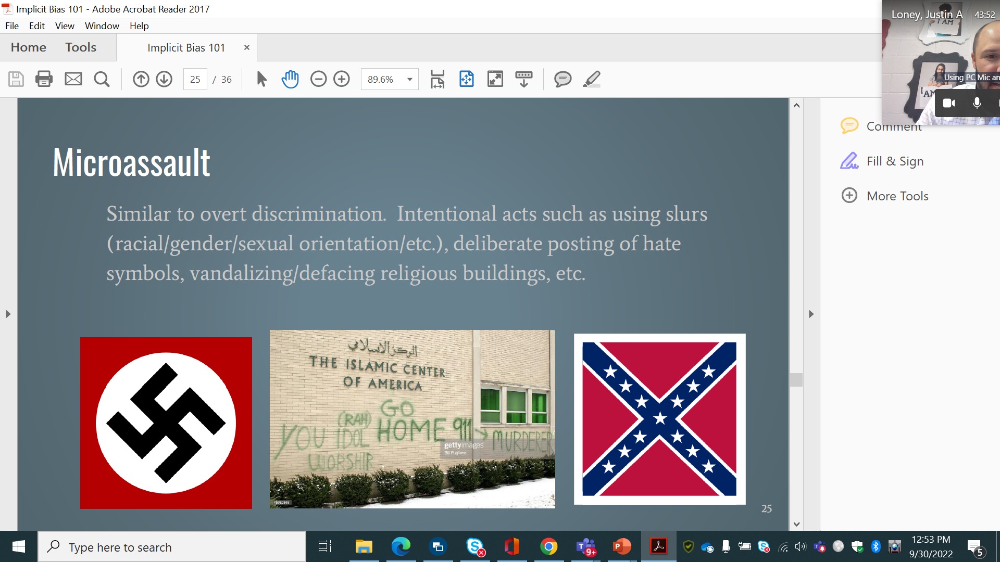 Implicit Bias 101 - Adobe Acrobat Reader 2017
File Edit View Window Help
Home Tools Implicit Bias 101 ×
25 / 36 89.6%
Loney, Justin A 43:52
I AM
Using PC Mic an
I AM
Comment
Fill & Sign
More Tools
Microassault
Similar to overt discrimination. Intentional acts such as using slurs
(racial/gender/sexual orientation/etc.), deliberate posting of hate
symbols, vandalizing/defacing religious buildings, etc.
المركز الاسلامي
THE ISLAMIC CENTER
OF AMERICA
GO
(RAH) HOME 911 → MURDERER
YOU IDOL
WORSHIP
gettyimages
Bill Pugliano
25
Type here to search
9+
12:53 PM
9/30/2022
5